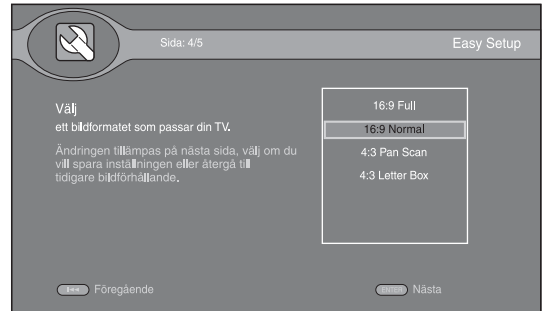 Sida: 4/5
Easy Setup
Välj
ett bildformatet som passar din TV.
Ändringen tillämpas på nästa sida, välj om du
vill spara inställningen eller återgå till
tidigare bildförhållande.
16:9 Full
16:9 Normal
4:3 Pan Scan
4:3 Letter Box
Föregående
ENTER Nästa